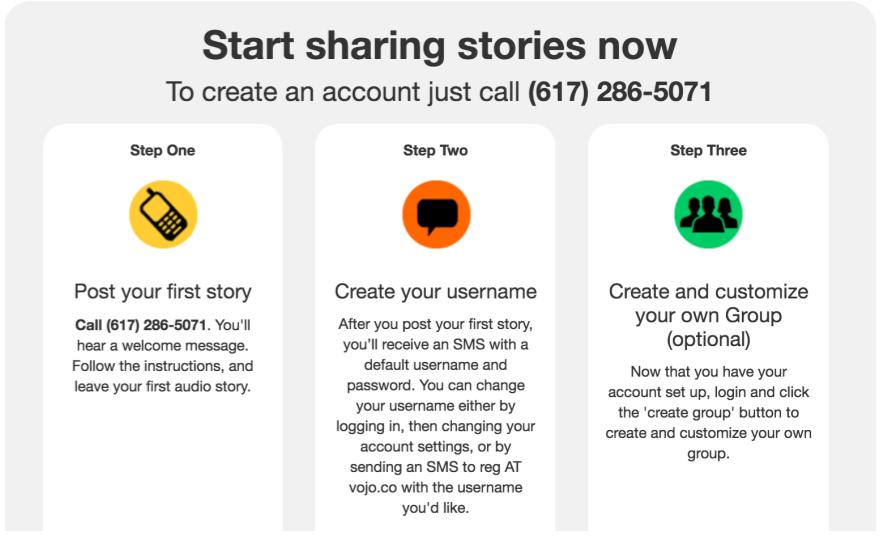 Start sharing stories now
To create an account just call (617) 286-5071
Step One
Post your first story
Call (617) 286-5071. You'll
hear a welcome message.
Follow the instructions, and
leave your first audio story.
Step Two
Create your username
After you post your first story,
you'll receive an SMS with a
default username and
password. You can change
your username either by
logging in, then changing your
account settings, or by
sending an SMS to reg AT
vojo.co with the username
you'd like.
Step Three
Create and customize
your own Group
(optional)
Now that you have your
account set up, login and click
the 'create group' button to
create and customize your own
group.